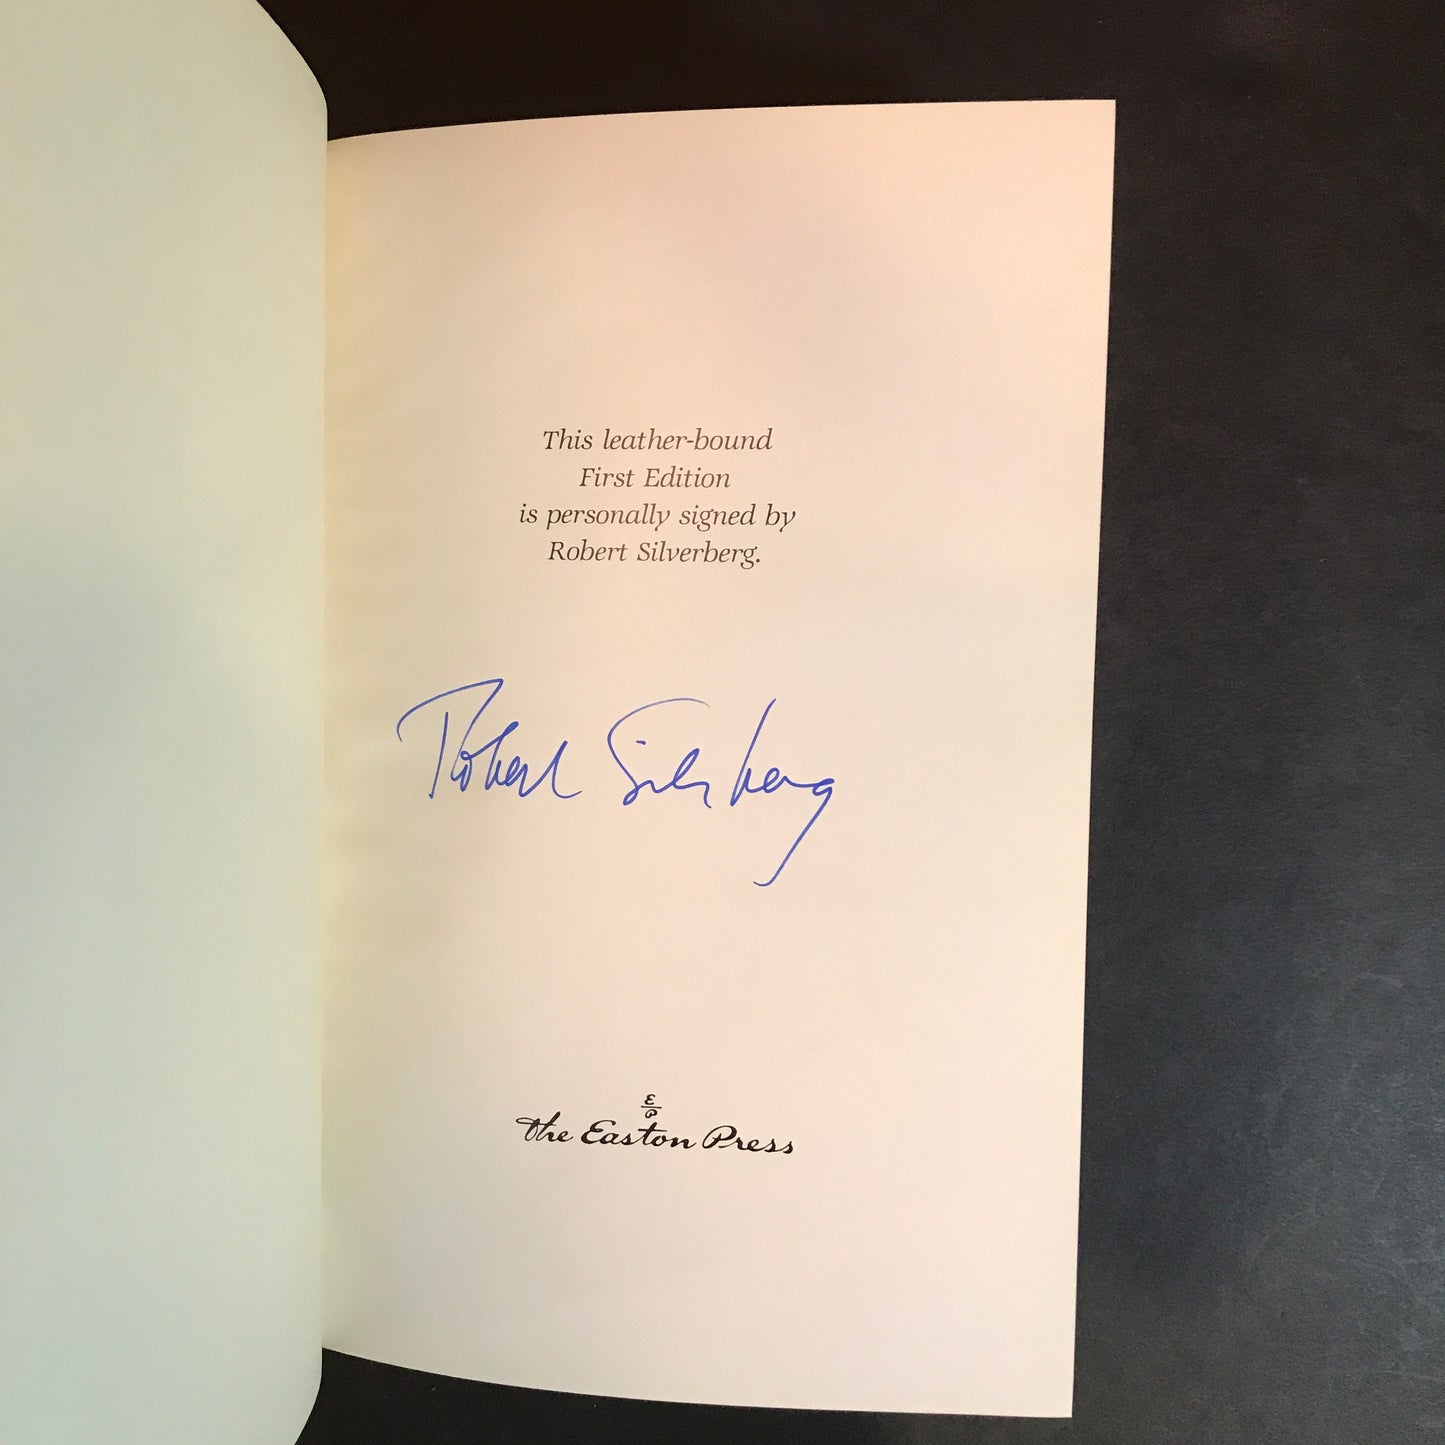 This leather-bound
First Edition
is personally signed by
Robert Silverberg.
Robert Silverberg
E
P
the Easton Press